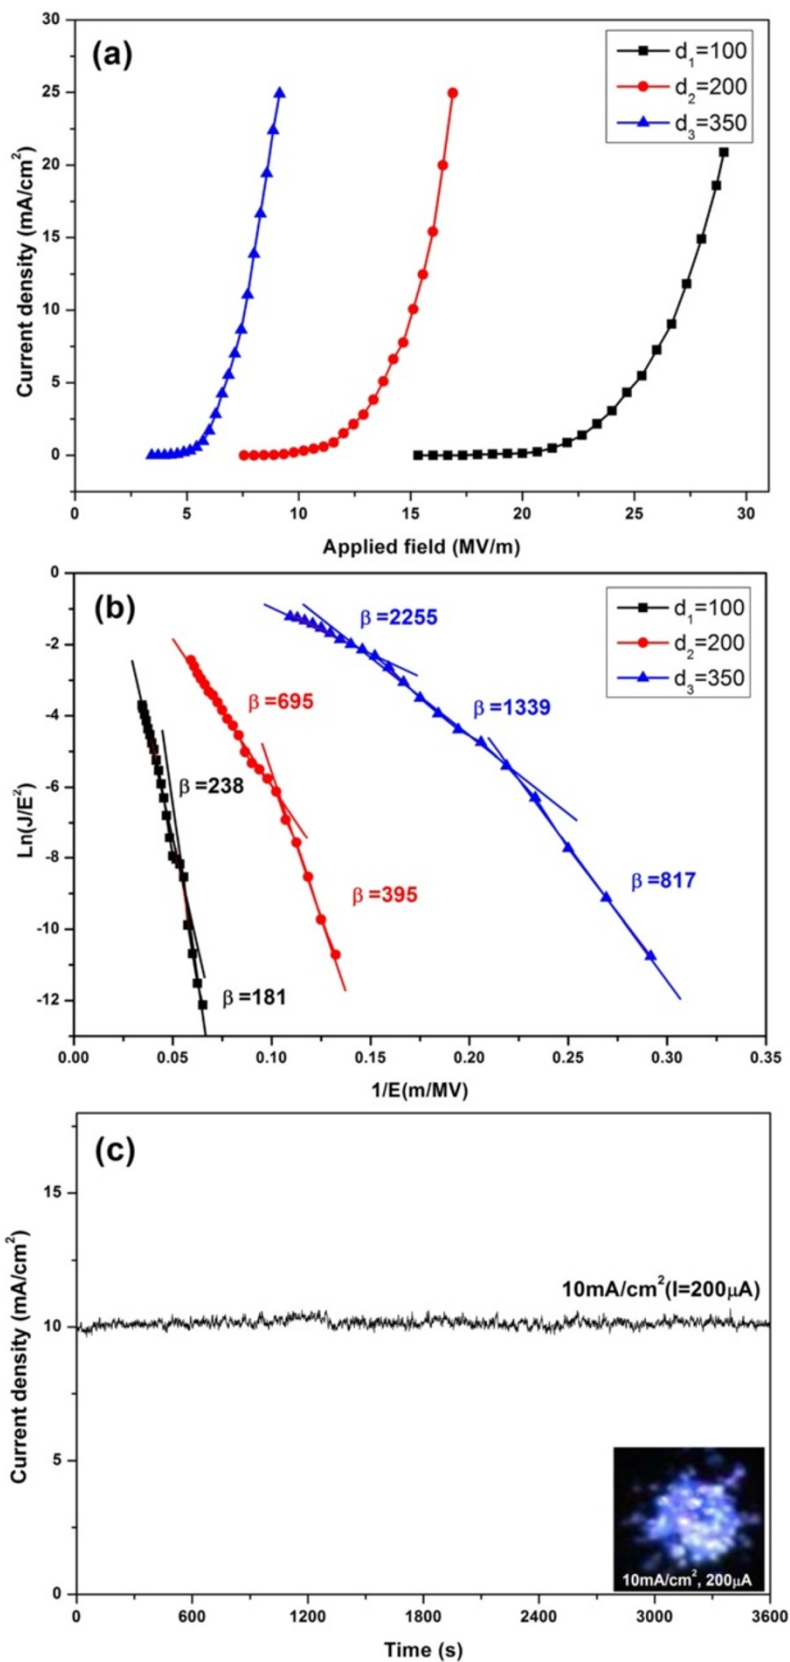 (a)
d₁=100
d₂=200
d₃=350
30
25
20
15
10
5
0
Current density (mA/cm²)
0 5 10 15 20 25 30
Applied field (MV/m)
(b)
d₁=100
d₂=200
d₃=350
β=2255
β=1339
β=817
β=695
β=395
β=238
β=181
0
-2
-4
-6
-8
-10
-12
Ln(J/E²)
0.00 0.05 0.10 0.15 0.20 0.25 0.30 0.35
1/E(m/MV)
(c)
10mA/cm²(I=200μA)
15
10
5
0
Current density (mA/cm²)
10mA/cm², 200μA
0 600 1200 1800 2400 3000 3600
Time (s)